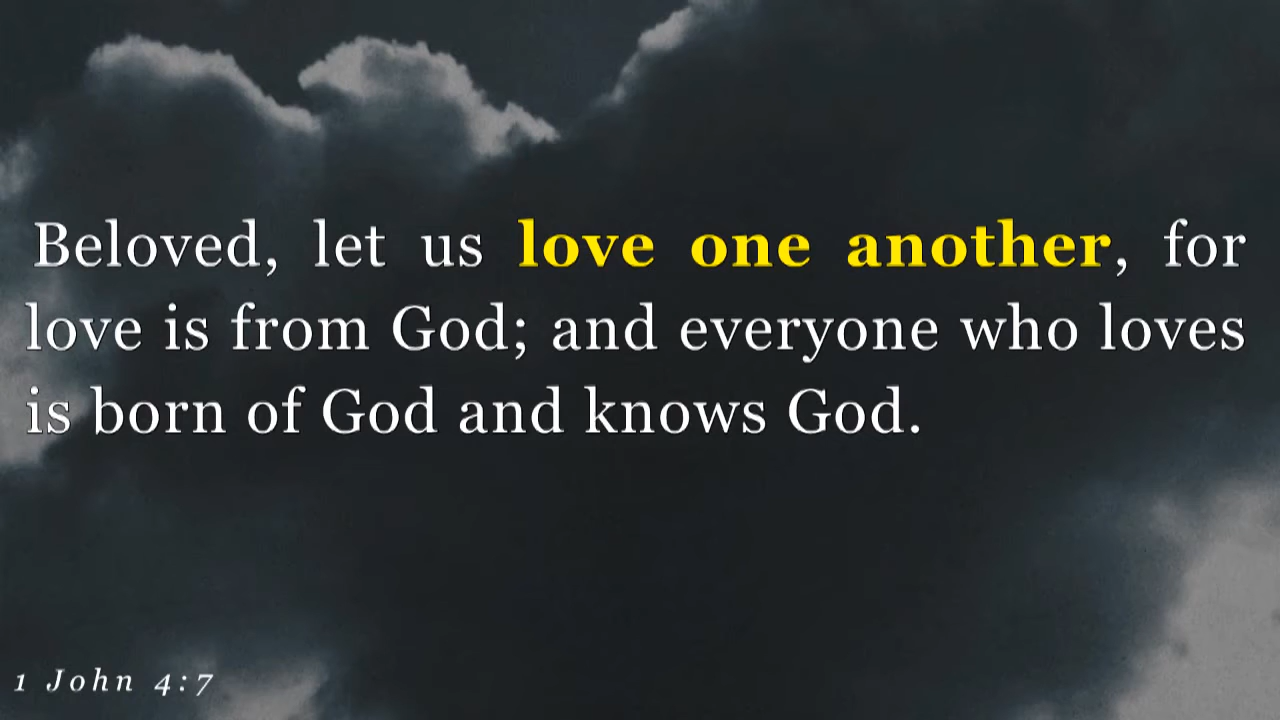 Beloved, let us love one another, for
love is from God; and everyone who loves
is born of God and knows God.
1 John 4:7